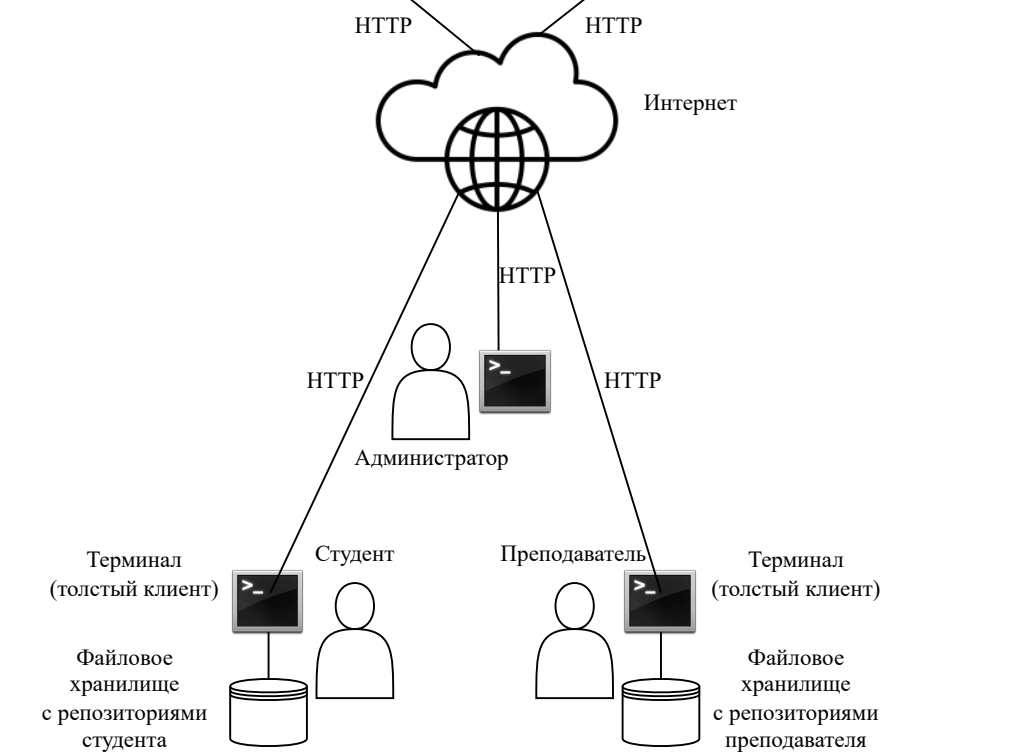 HTTP
HTTP
Интернет
HTTP
HTTP
HTTP
>_
Администратор
Терминал
(толстый клиент)
Студент
>_
Файловое
хранилище
с репозиториями
студента
Преподаватель
>_
Терминал
(толстый клиент)
Файловое
хранилище
с репозиториями
преподавателя